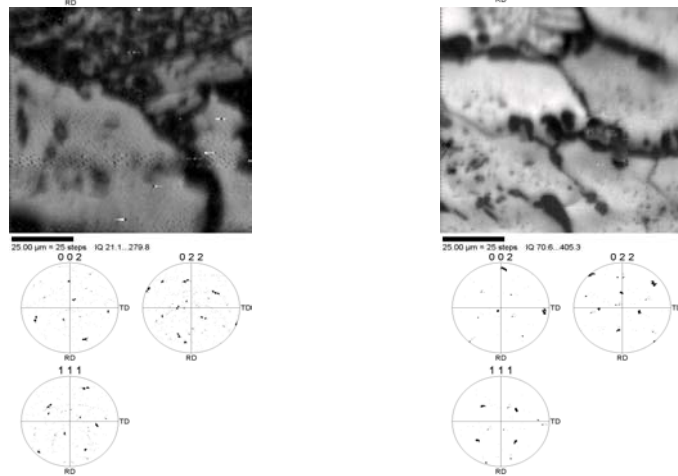 RD
RD
25.00 µm = 25 steps IQ 21.1...279.8
25.00 µm = 25 steps IQ 70.6...405.3
0 0 2
0 2 2
0 0 2
0 2 2
TD
TD
TD
RD
RD
RD
RD
1 1 1
1 1 1
TD
TD
RD
RD